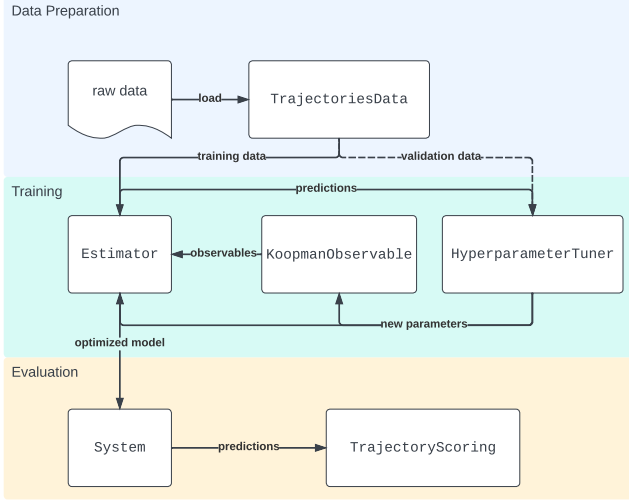 Data Preparation
raw data
load
TrajectoriesData
training data
validation data
Training
predictions
Estimator
observables
KoopmanObservable
HyperparameterTuner
new parameters
optimized model
Evaluation
System
predictions
TrajectoryScoring